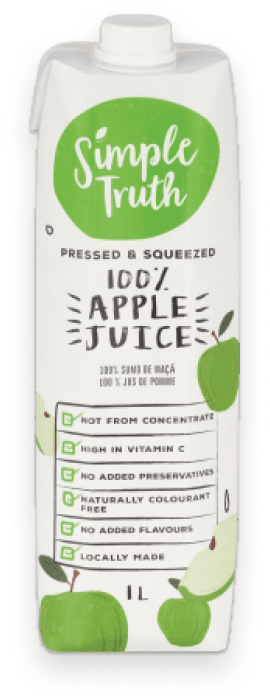 Simple
Truth
PRESSED & SQUEEZED
100%
APPLE
JUICE
100% SUMO DE MAÇÃ
100 % JUS DE POMME
NOT FROM CONCENTRATE
HIGH IN VITAMIN C
NO ADDED PRESERVATIVES
NATURALLY COLOURANT
FREE
NO ADDED FLAVOURS
LOCALLY MADE
1L